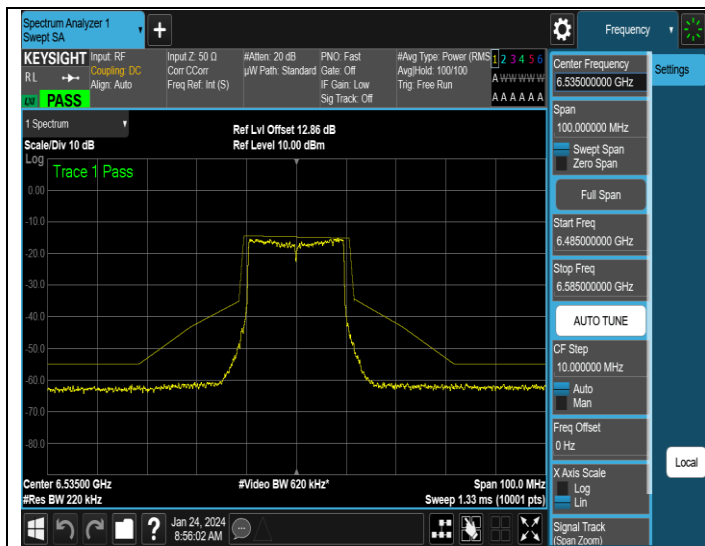 Spectrum Analyzer 1
Swept SA
Frequency
KEYSIGHT
R L
PASS
Input: RF
Coupling: DC
Align: Auto
Input Z: 50 Ω
Corr CCorr
Freq Ref: Int (S)
#Atten: 20 dB
µW Path: Standard
PNO: Fast
Gate: Off
IF Gain: Low
Sig Track: Off
#Avg Type: Power (RMS
Avg|Hold: 100/100
Trig: Free Run
1 2 3 4 5 6
A W W W W W
A A A A A A
1 Spectrum
Scale/Div 10 dB
Ref Lvl Offset 12.86 dB
Ref Level 10.00 dBm
Log
Trace 1 Pass
0.00
-10.0
-20.0
-30.0
-40.0
-50.0
-60.0
-70.0
-80.0
Center 6.53500 GHz
#Res BW 220 kHz
#Video BW 620 kHz*
Span 100.0 MHz
Sweep 1.33 ms (10001 pts)
Jan 24, 2024
8:56:02 AM
Center Frequency
6.535000000 GHz
Settings
Span
100.000000 MHz
Swept Span
Zero Span
Full Span
Start Freq
6.485000000 GHz
Stop Freq
6.585000000 GHz
AUTO TUNE
CF Step
10.000000 MHz
Auto
Man
Freq Offset
0 Hz
X Axis Scale
Log
Lin
Local
Signal Track
(Span Zoom)